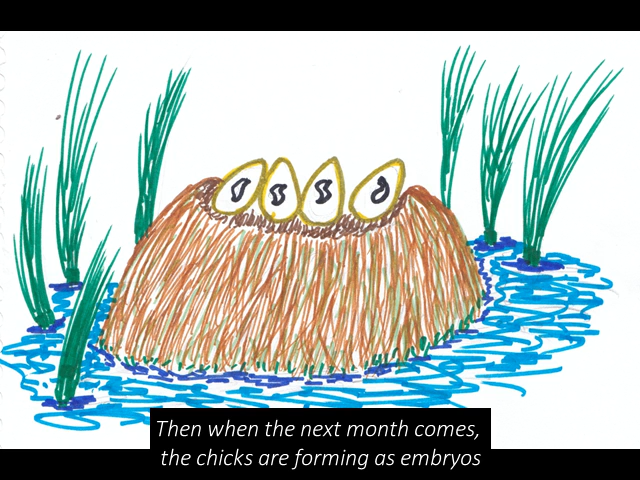 Then when the next month comes,
the chicks are forming as embryos